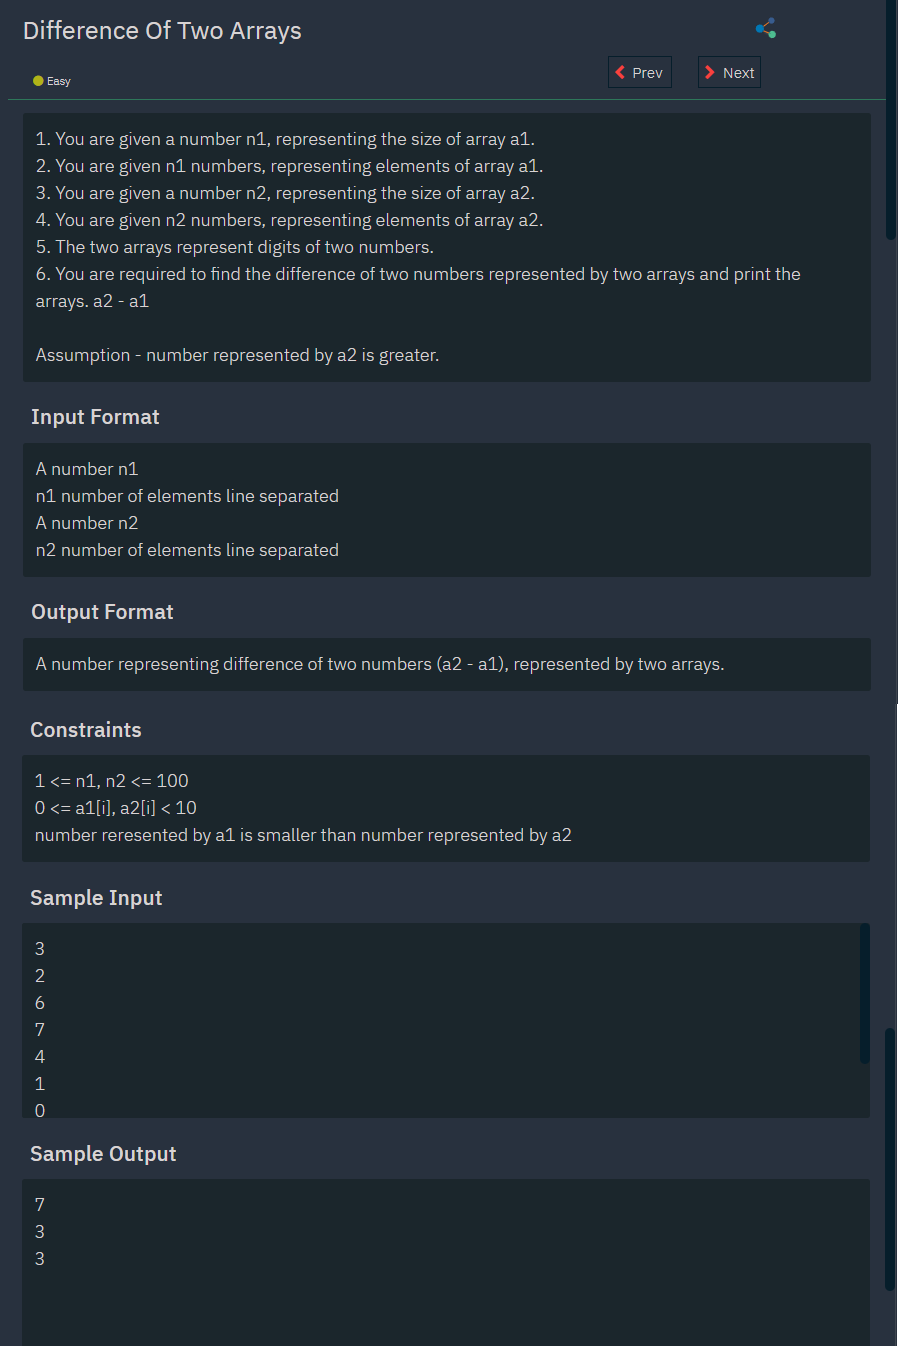 Difference Of Two Arrays
Easy
Prev
Next
1. You are given a number n1, representing the size of array a1.
2. You are given n1 numbers, representing elements of array a1.
3. You are given a number n2, representing the size of array a2.
4. You are given n2 numbers, representing elements of array a2.
5. The two arrays represent digits of two numbers.
6. You are required to find the difference of two numbers represented by two arrays and print the
arrays. a2 - a1
Assumption - number represented by a2 is greater.
Input Format
A number n1
n1 number of elements line separated
A number n2
n2 number of elements line separated
Output Format
A number representing difference of two numbers (a2 - a1), represented by two arrays.
Constraints
1 <= n1, n2 <= 100
0 <= a1[i], a2[i] < 10
number reresented by a1 is smaller than number represented by a2
Sample Input
3
2
6
7
4
1
0
Sample Output
7
3
3